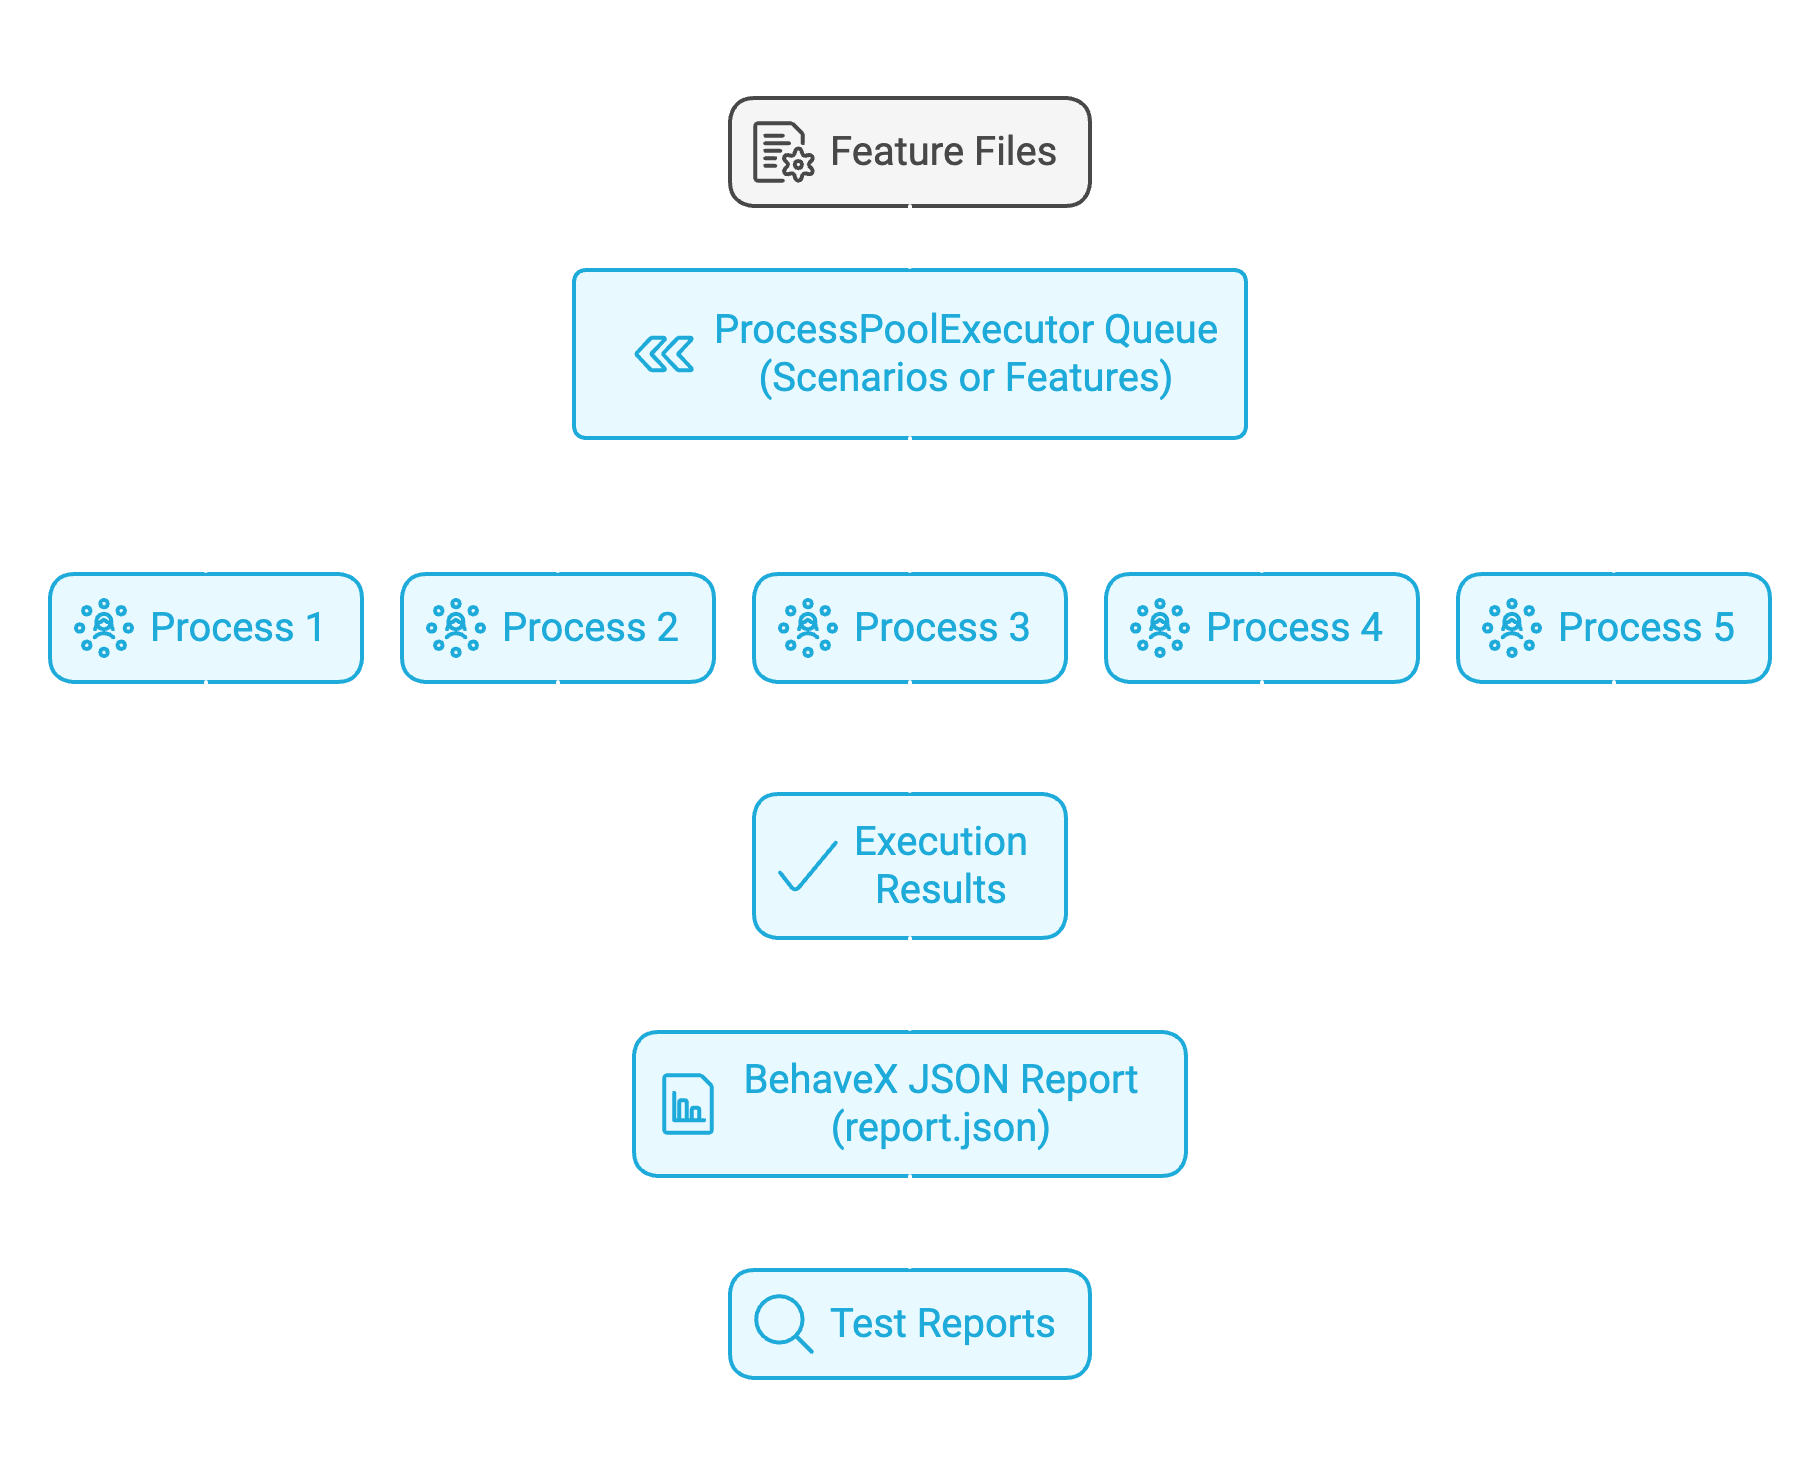 Feature Files
ProcessPoolExecutor Queue
(Scenarios or Features)
Process 1
Process 2
Process 3
Process 4
Process 5
Execution
Results
BehaveX JSON Report
(report.json)
Test Reports